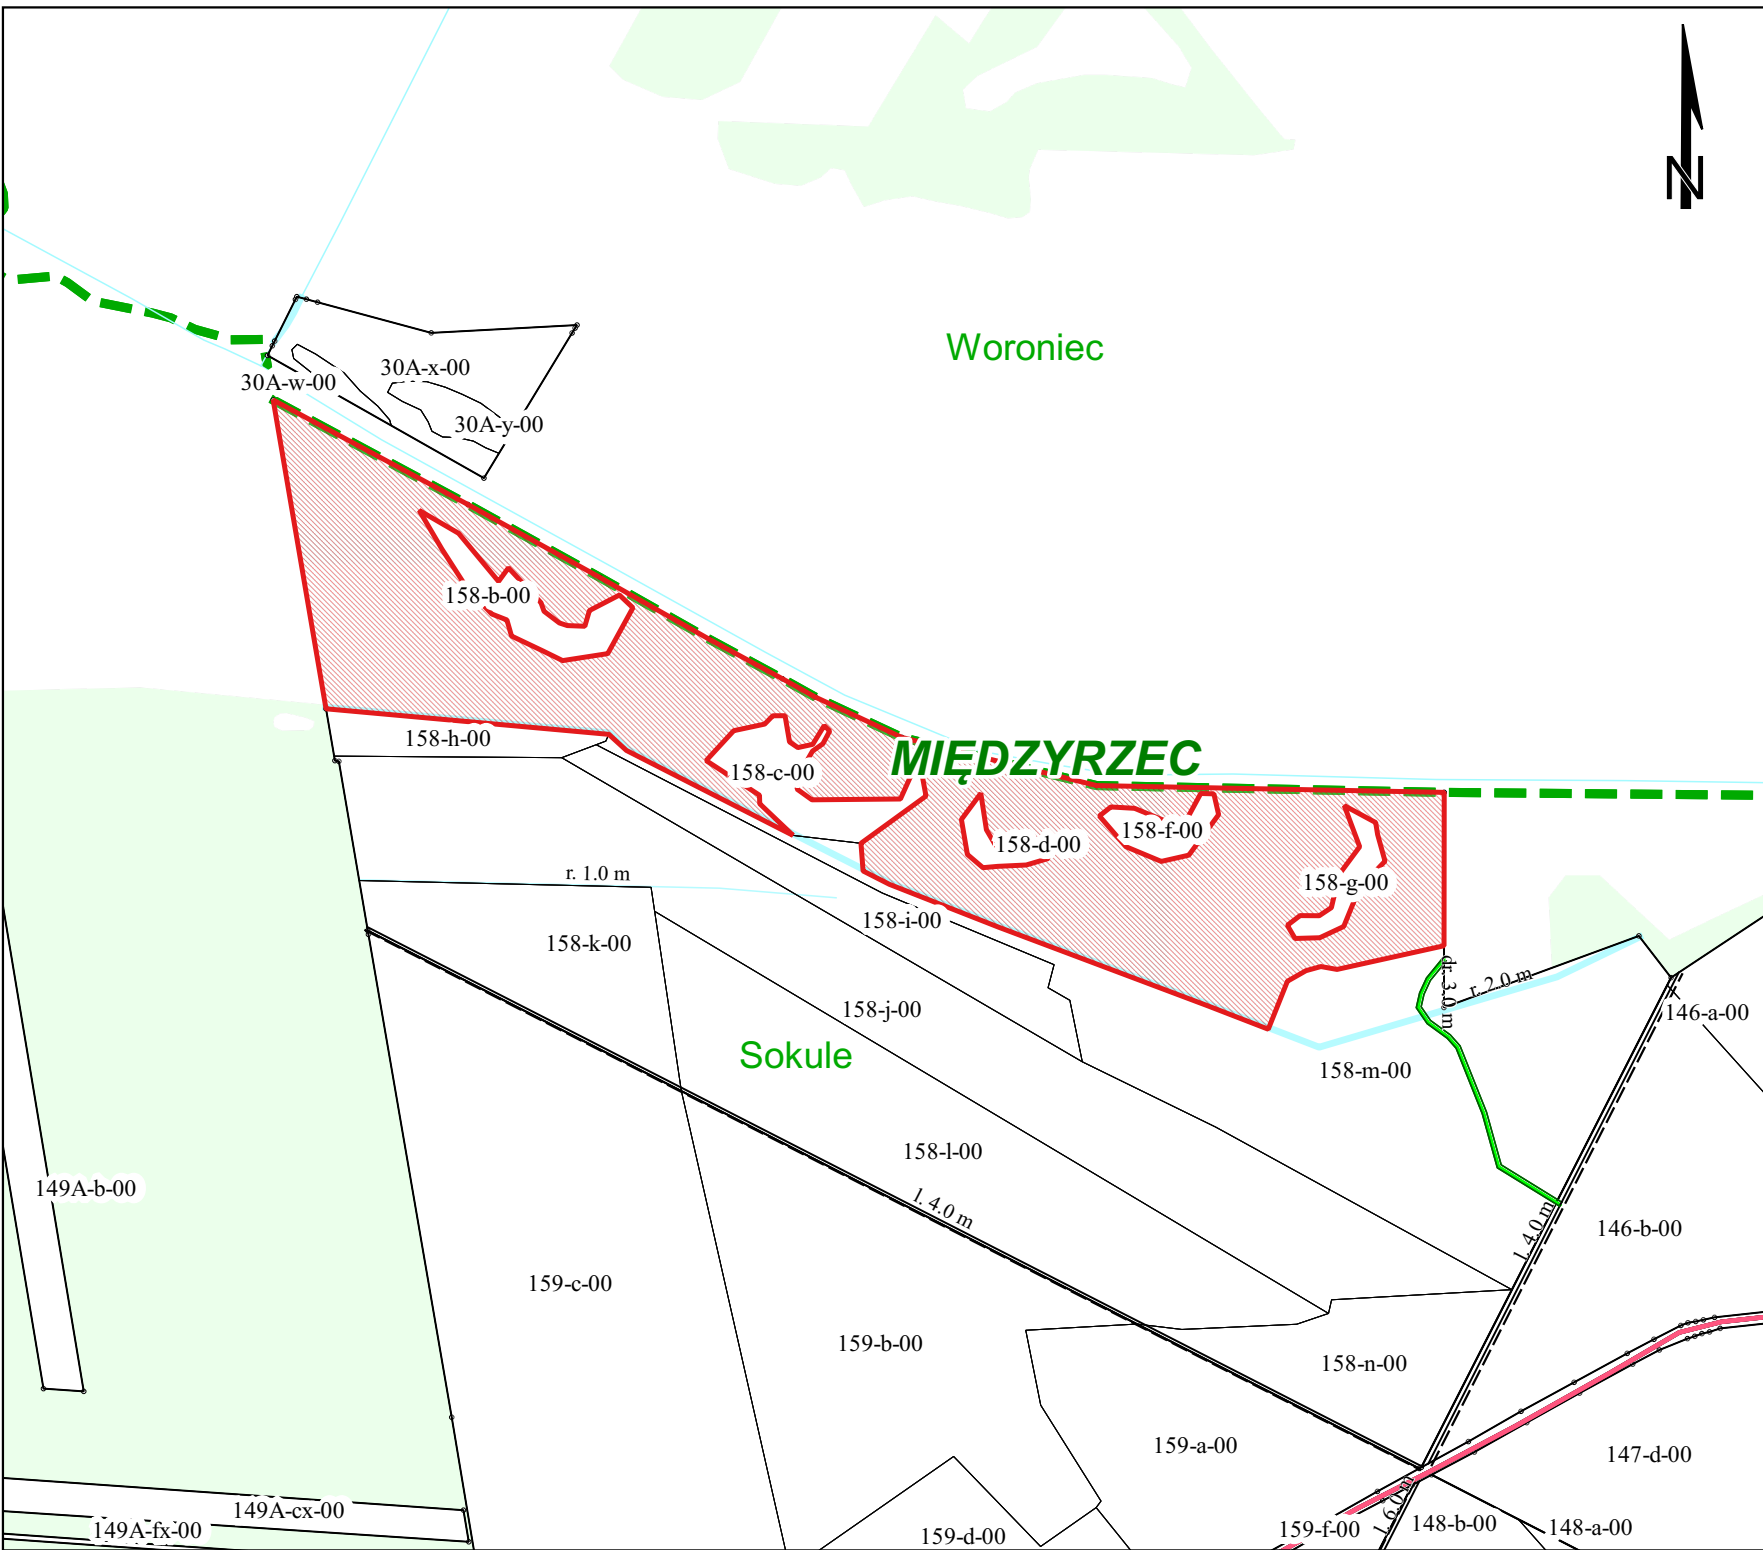 N
Woroniec
30A-x-00
30A-w-00
30A-y-00
158-b-00
158-h-00
MIĘDZYRZEC
158-c-00
158-f-00
158-d-00
r. 1.0 m
158-g-00
158-i-00
158-k-00
dr. 3.0 m
r. 2.0 m
158-j-00
146-a-00
Sokule
158-m-00
158-l-00
149A-b-00
l. 4.0 m
l. 4.0 m
146-b-00
159-c-00
159-b-00
158-n-00
159-a-00
147-d-00
149A-cx-00
l. 6.0 m
149A-fx-00
159-d-00
159-f-00
148-b-00
148-a-00